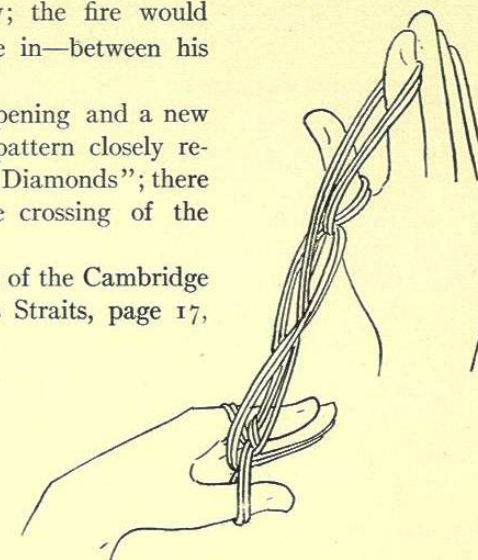 ; the fire would
in—between his
and a new
pattern closely re-
Diamonds”; there
crossing of the
of the Cambridge
Straits, page 17,